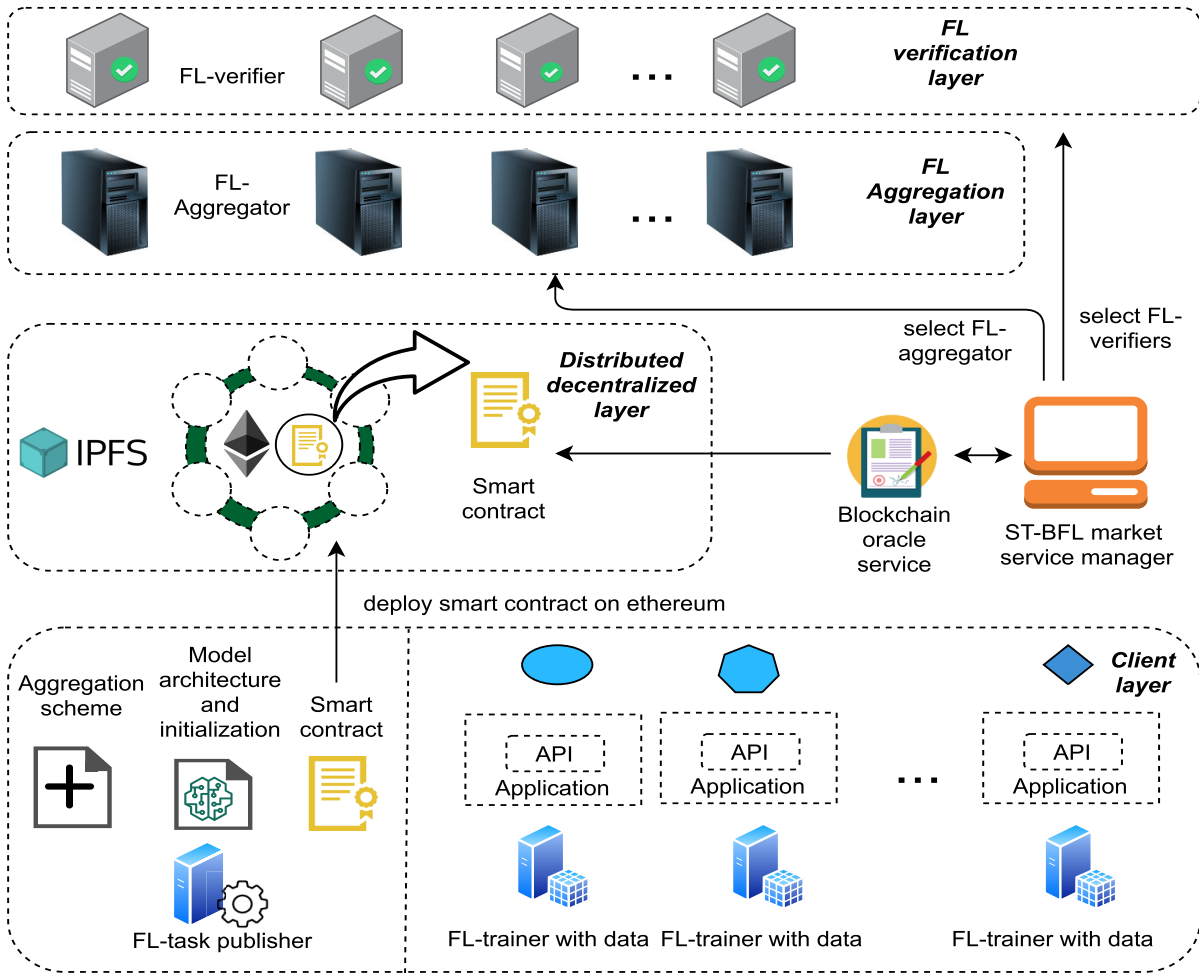 FL
verification
layer
FL-verifier
FL
Aggregation
layer
FL-
Aggregator
select FL-
aggregator
select FL-
verifiers
Distributed
decentralized
layer
IPFS
Smart
contract
Blockchain
oracle
service
ST-BFL market
service manager
deploy smart contract on ethereum
Aggregation
scheme
Model
architecture
and
initialization
Smart
contract
FL-task publisher
Client
layer
API
Application
API
Application
API
Application
FL-trainer with data
FL-trainer with data
FL-trainer with data